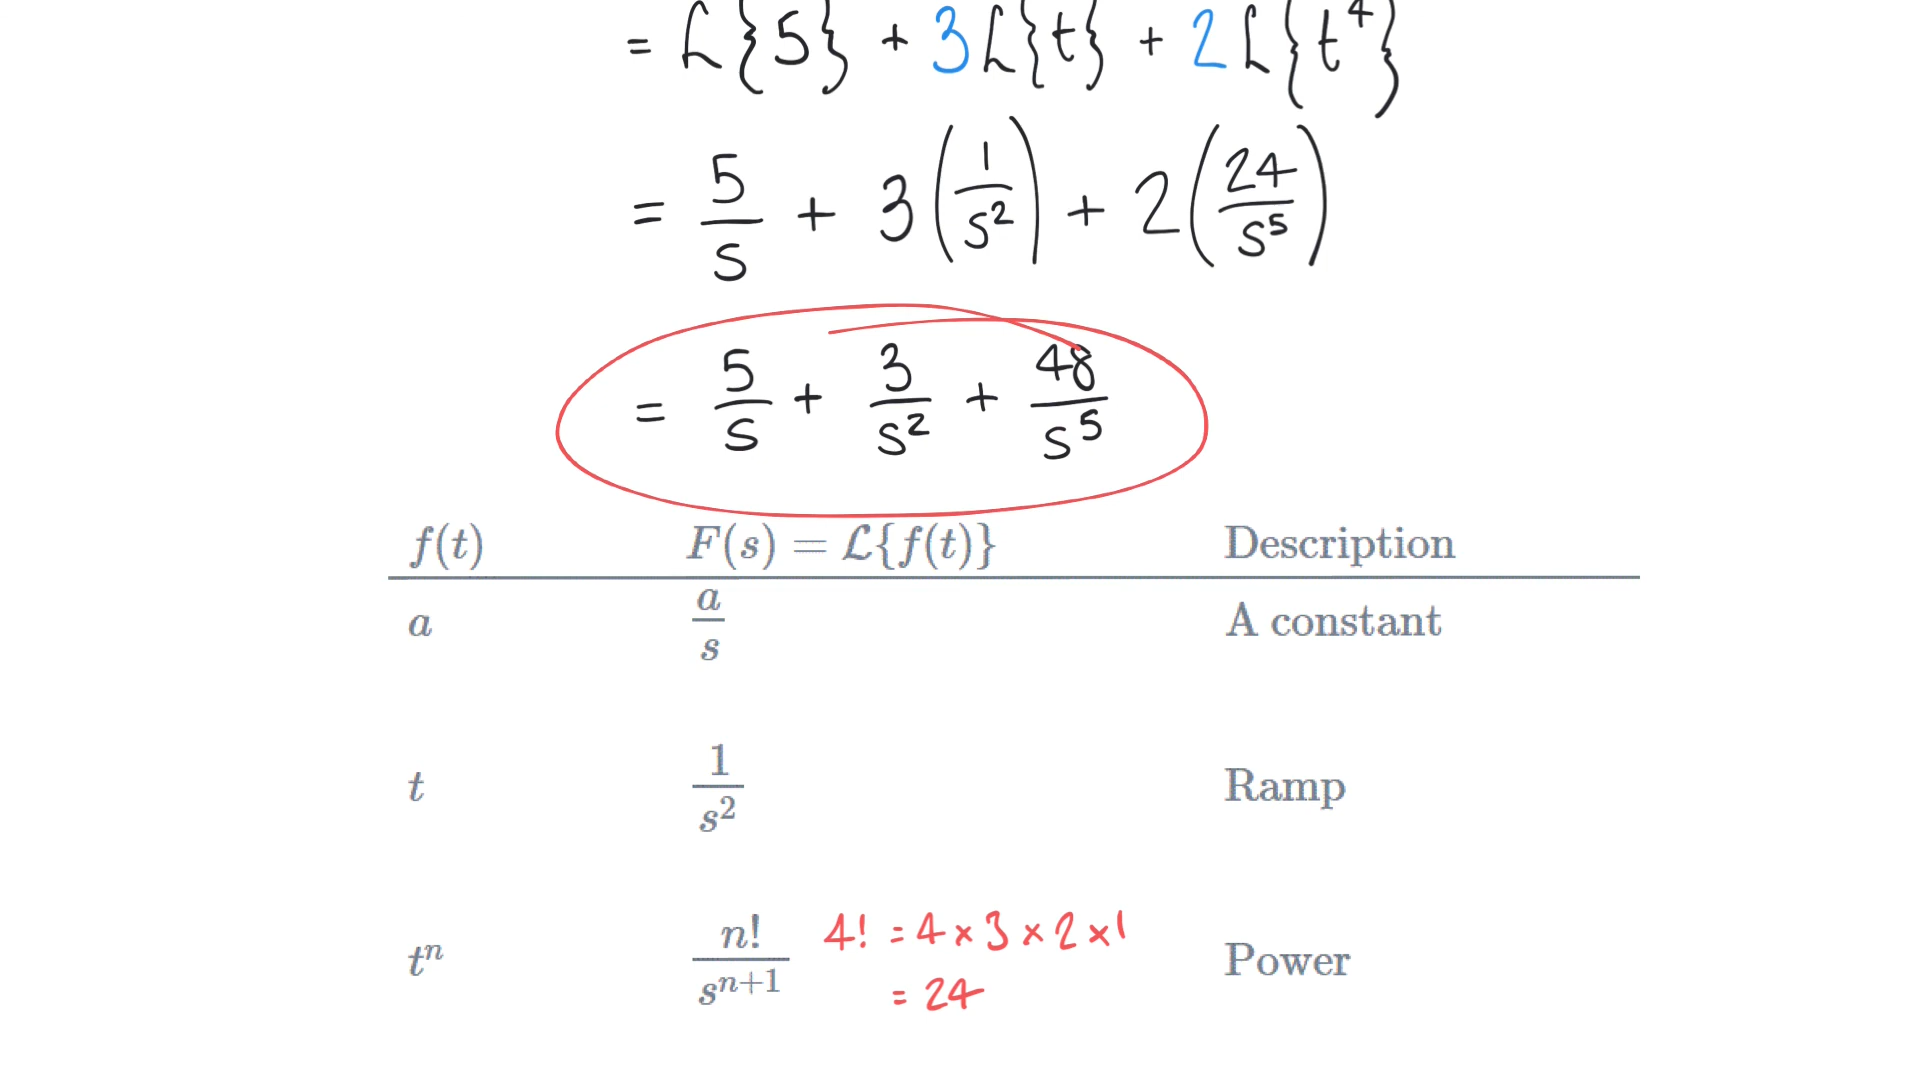 = ℒ{5} + 3ℒ{t} + 2ℒ{t⁴}
= 5/s + 3(1/s²) + 2(24/s⁵)
= 5/s + 3/s² + 48/s⁵
f(t) F(s) = ℒ{f(t)} Description
a a/s A constant
t 1/s² Ramp
tⁿ n!/sⁿ⁺¹ 4! = 4 × 3 × 2 × 1 Power
= 24